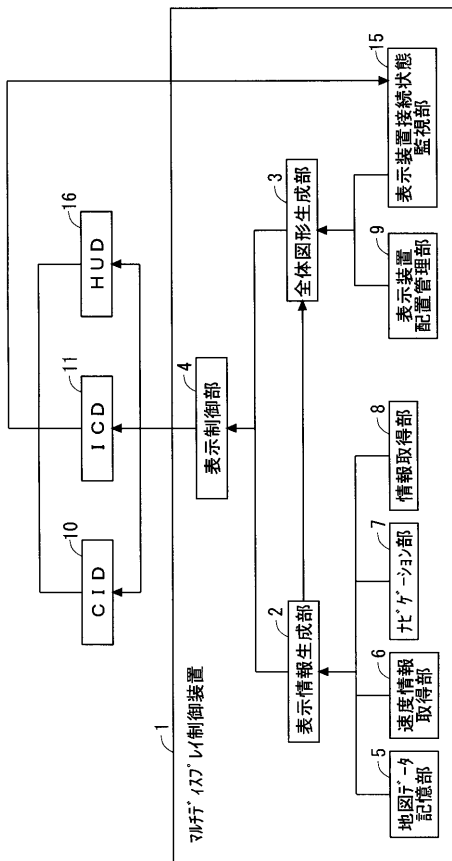 10
CID
11
ICD
16
HUD
1
マルチディスプレイ制御装置
4
表示制御部
2
表示情報生成部
3
全体図形生成部
5
地図データ
記憶部
6
速度情報
取得部
7
ナビゲーション部
8
情報取得部
9
表示装置
配置管理部
15
表示装置接続状態
監視部